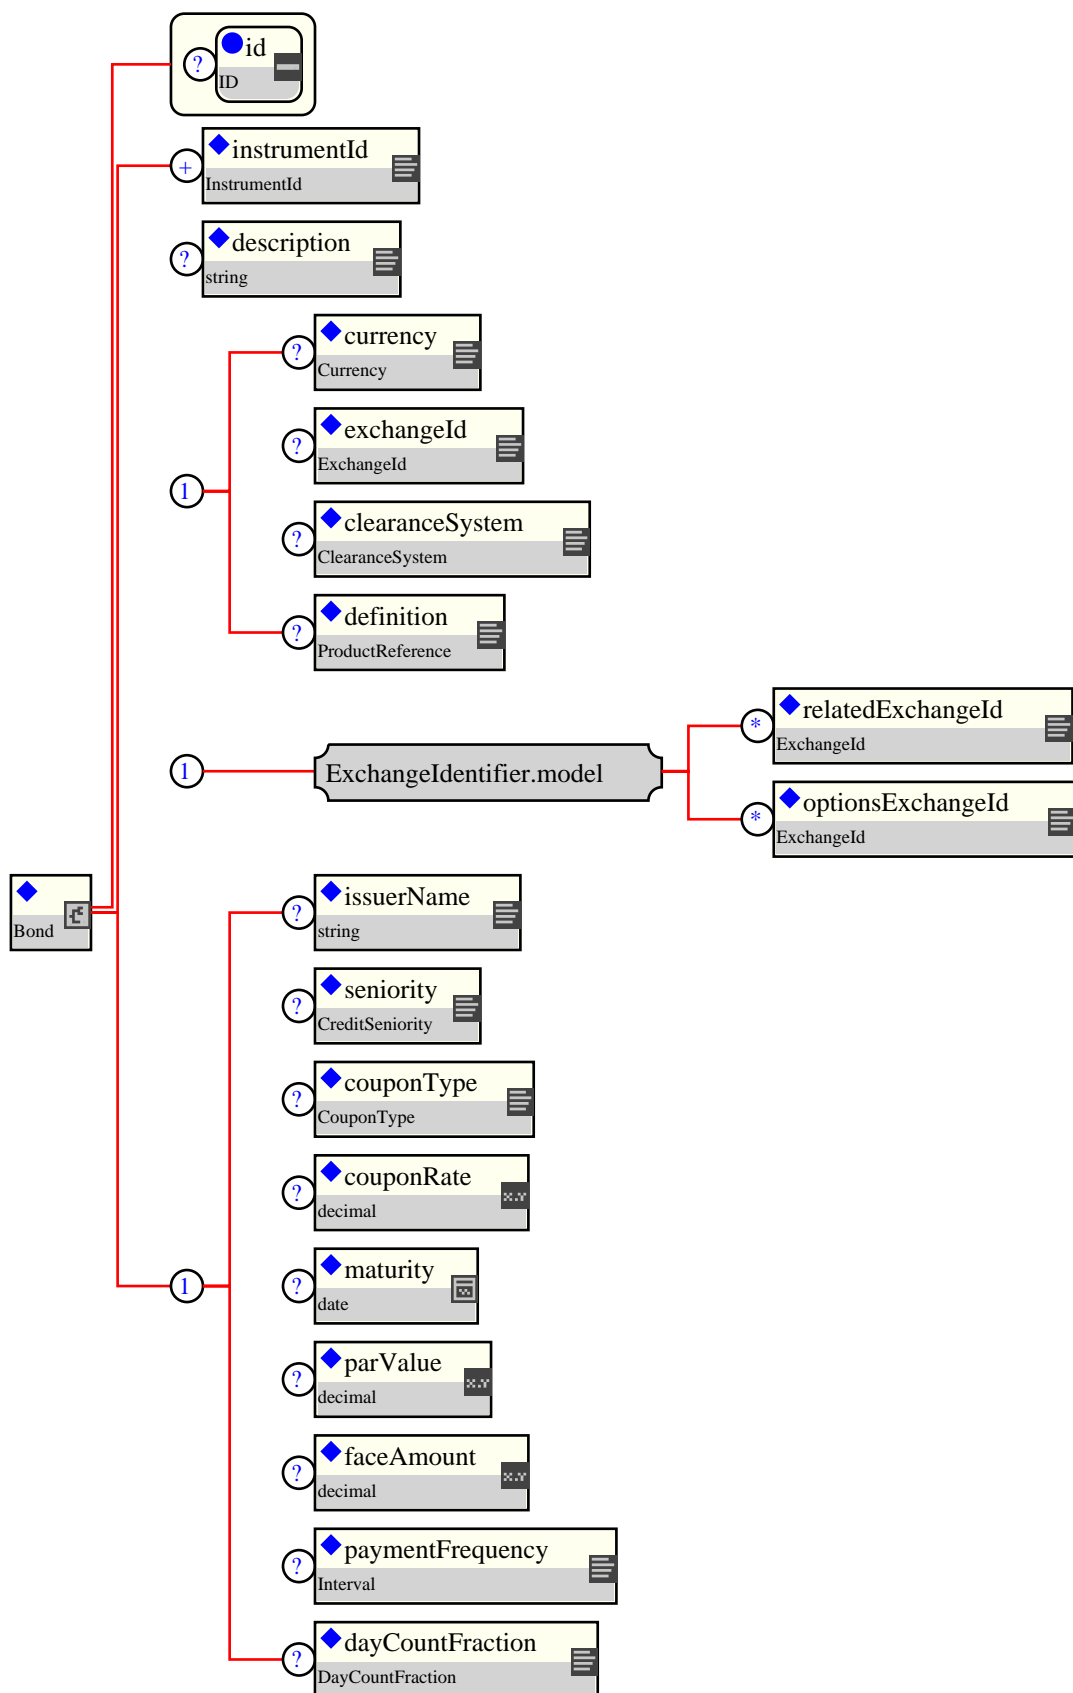 id
?
ID
instrumentId
+
InstrumentId
description
?
string
currency
?
Currency
exchangeId
?
ExchangeId
1
clearanceSystem
?
ClearanceSystem
definition
?
ProductReference
relatedExchangeId
*
ExchangeId
1
ExchangeIdentifier.model
optionsExchangeId
*
ExchangeId
Bond
issuerName
?
string
seniority
?
CreditSeniority
couponType
?
CouponType
couponRate
?
x.Y
decimal
1
maturity
?
date
parValue
?
x.Y
decimal
faceAmount
?
x.Y
decimal
paymentFrequency
?
Interval
dayCountFraction
?
DayCountFraction